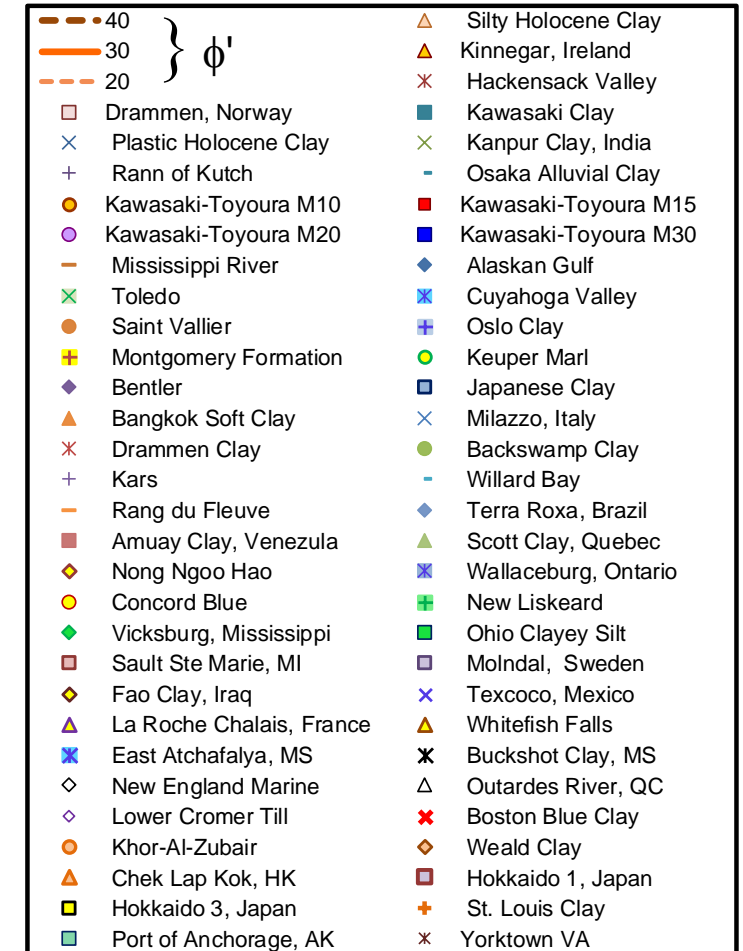 40 Silty Holocene Clay
30 } ϕ' Kinnegar, Ireland
20 Hackensack Valley
Drammen, Norway Kawasaki Clay
Plastic Holocene Clay Kanpur Clay, India
Rann of Kutch Osaka Alluvial Clay
Kawasaki-Toyoura M10 Kawasaki-Toyoura M15
Kawasaki-Toyoura M20 Kawasaki-Toyoura M30
Mississippi River Alaskan Gulf
Toledo Cuyahoga Valley
Saint Vallier Oslo Clay
Montgomery Formation Keuper Marl
Bentler Japanese Clay
Bangkok Soft Clay Milazzo, Italy
Drammen Clay Backswamp Clay
Kars Willard Bay
Rang du Fleuve Terra Roxa, Brazil
Amuay Clay, Venezula Scott Clay, Quebec
Nong Ngoo Hao Wallaceburg, Ontario
Concord Blue New Liskeard
Vicksburg, Mississippi Ohio Clayey Silt
Sault Ste Marie, MI Molndal, Sweden
Fao Clay, Iraq Texcoco, Mexico
La Roche Chalais, France Whitefish Falls
East Atchafalya, MS Buckshot Clay, MS
New England Marine Outardes River, QC
Lower Cromer Till Boston Blue Clay
Khor-Al-Zubair Weald Clay
Chek Lap Kok, HK Hokkaido 1, Japan
Hokkaido 3, Japan St. Louis Clay
Port of Anchorage, AK Yorktown VA